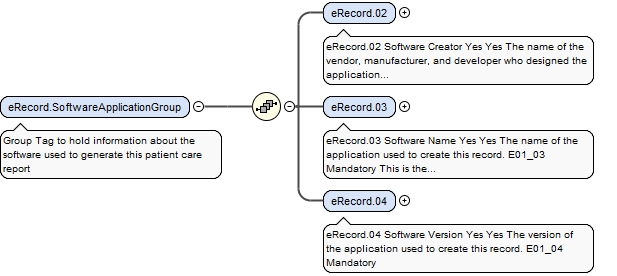 eRecord.02
eRecord.02 Software Creator Yes Yes The name of the
vendor, manufacturer, and developer who designed the
application...
eRecord.SoftwareApplicationGroup
Group Tag to hold information about the
software used to generate this patient care
report
eRecord.03
eRecord.03 Software Name Yes Yes The name of the
application used to create this record. E01_03
Mandatory This is the...
eRecord.04
eRecord.04 Software Version Yes Yes The version of
the application used to create this record. E01_04
Mandatory